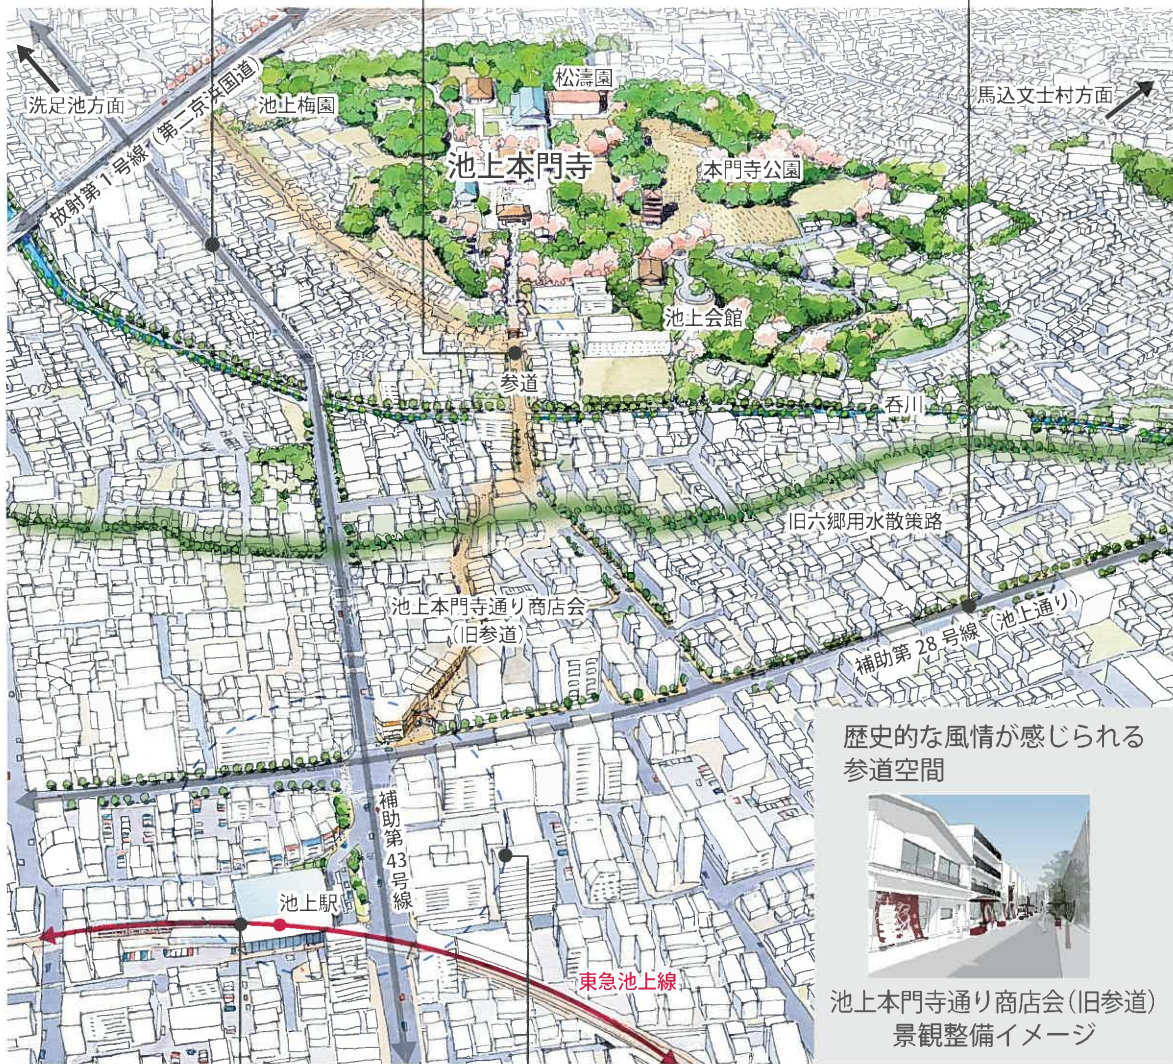 洗足池方面
放射第1号線(第二京浜国道)
池上梅園
松濤園
馬込文士村方面
池上本門寺
本門寺公園
池上会館
参道
呑川
旧六郷用水散策路
池上本門寺通り商店会
(旧参道)
補助第28号線(池上通り)
補助第43号線
池上駅
東急池上線
歴史的な風情が感じられる
参道空間
池上本門寺通り商店会(旧参道)
景観整備イメージ